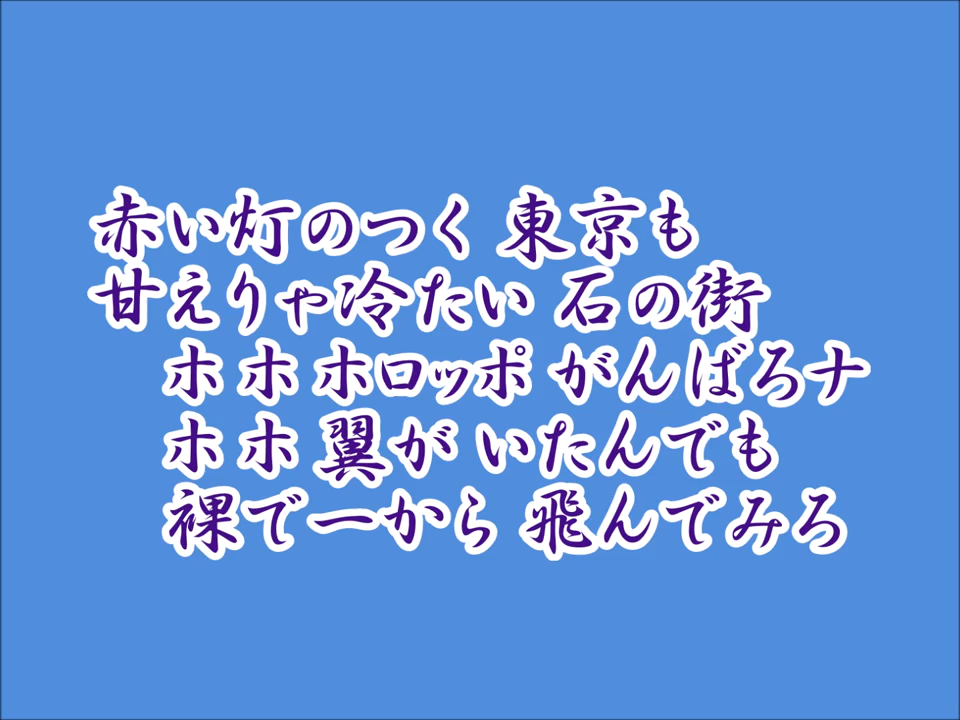 赤い灯のつく 東京も
甘えりゃ冷たい 石の街
ホ ホ ホロッポ がんばろナ
ホ ホ 翼が いたんでも
裸で一から 飛んでみろ